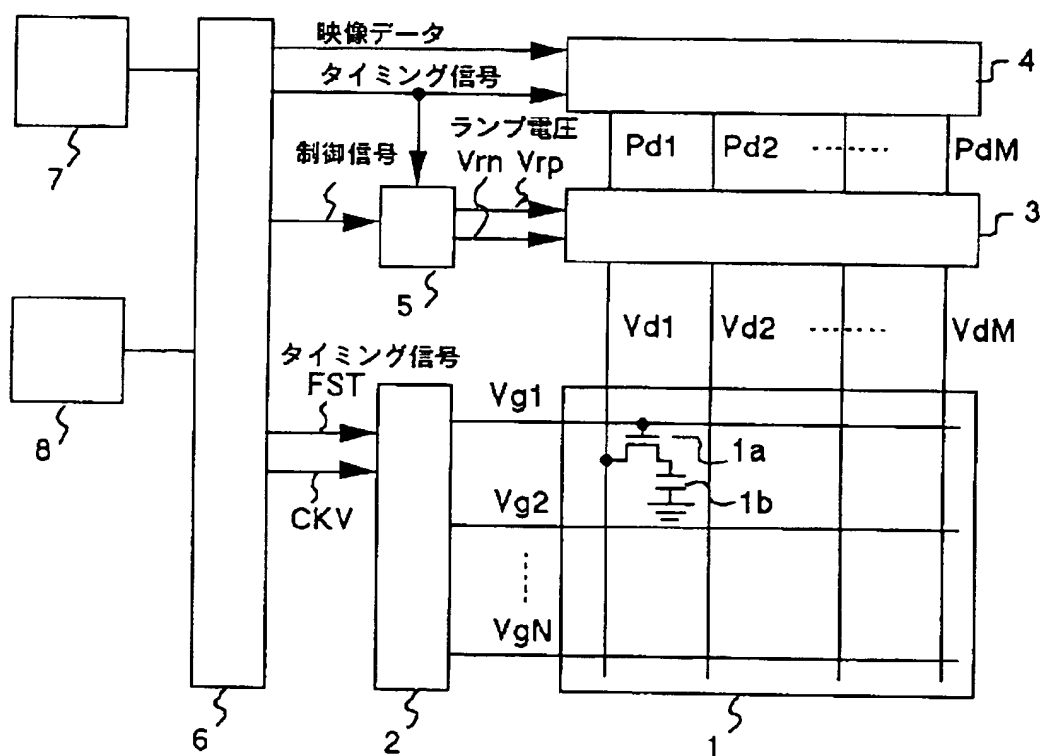 映像データ
タイミング信号
4
7
制御信号
ランプ電圧
Vrn Vrp
Pd1 Pd2 ...... PdM
3
5
Vd1 Vd2 ...... VdM
8
タイミング信号
FST
CKV
Vg1
1a
1b
Vg2
VgN
6
2
1